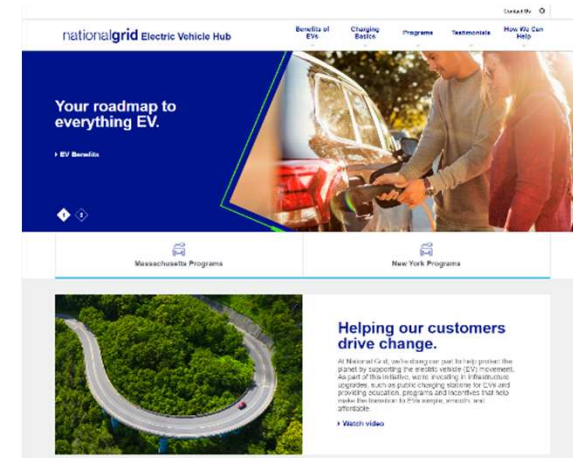 Contact Us
nationalgrid Electric Vehicle Hub
Benefits of
EVs
Charging
Basics
Programs
Testimonials
How We Can
Help
Your roadmap to
everything EV.
EV Benefits
1 2
Massachusetts Programs
New York Programs
Helping our customers
drive change.
At National Grid, we're doing our part to help protect the
planet by supporting the electric vehicle (EV) movement.
As part of this initiative, we're investing in infrastructure
upgrades, such as public charging stations for EVs and
providing education, programs and incentives that help
make the transition to EVs simple, smooth, and
affordable.
Watch video